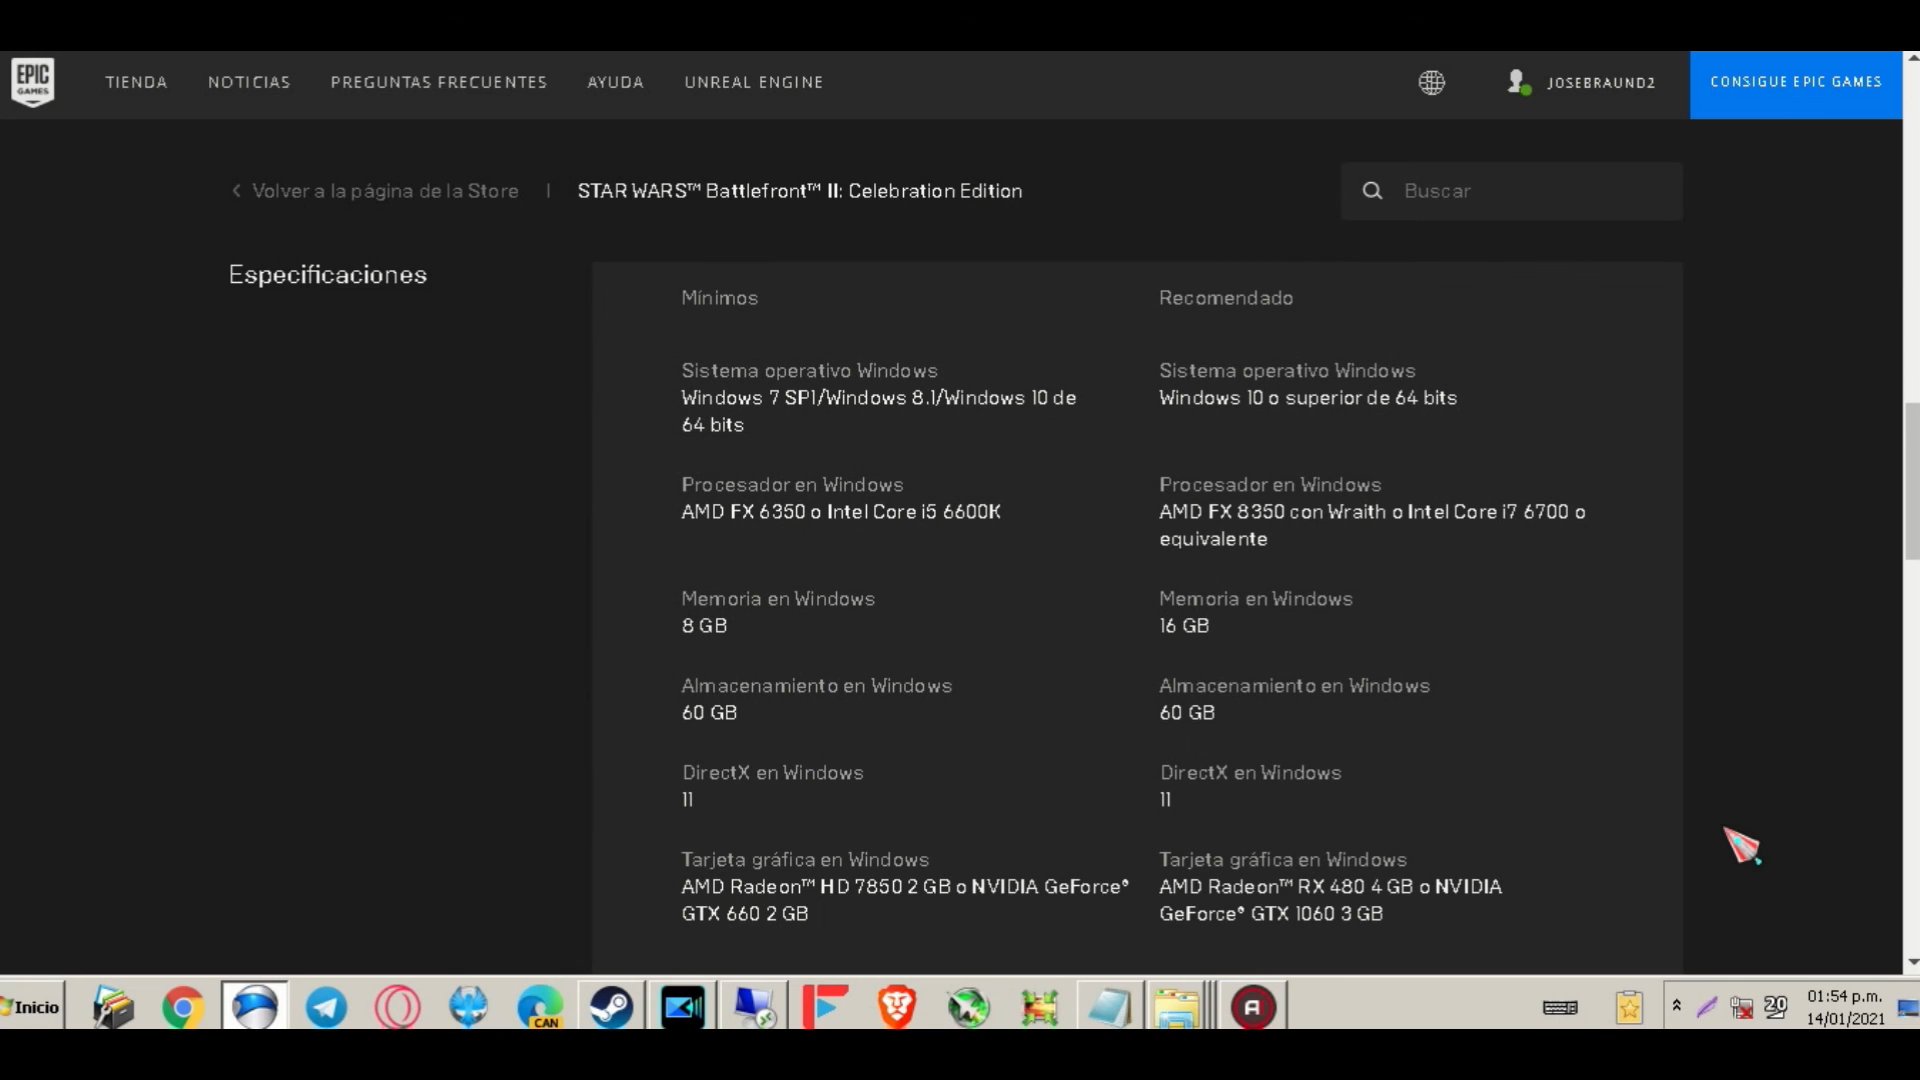 EPIC
GAMES
TIENDA NOTICIAS PREGUNTAS FRECUENTES AYUDA UNREAL ENGINE JOSEBRAUND2 CONSIGUE EPIC GAMES
Volver a la página de la Store | STAR WARS™ Battlefront™ II: Celebration Edition Buscar
Especificaciones
Mínimos Recomendado
Sistema operativo Windows
Windows 7 SP1/Windows 8.1/Windows 10 de
64 bits
Sistema operativo Windows
Windows 10 o superior de 64 bits
Procesador en Windows
AMD FX 6350 o Intel Core i5 6600K
Procesador en Windows
AMD FX 8350 con Wraith o Intel Core i7 6700 o
equivalente
Memoria en Windows
8 GB
Memoria en Windows
16 GB
Almacenamiento en Windows
60 GB
Almacenamiento en Windows
60 GB
DirectX en Windows
11
DirectX en Windows
11
Tarjeta gráfica en Windows
AMD Radeon™ HD 7850 2 GB o NVIDIA GeForce®
GTX 660 2 GB
Tarjeta gráfica en Windows
AMD Radeon™ RX 480 4 GB o NVIDIA
GeForce® GTX 1060 3 GB
Inicio
CAN
A
20
01:54 p.m.
14/01/2021